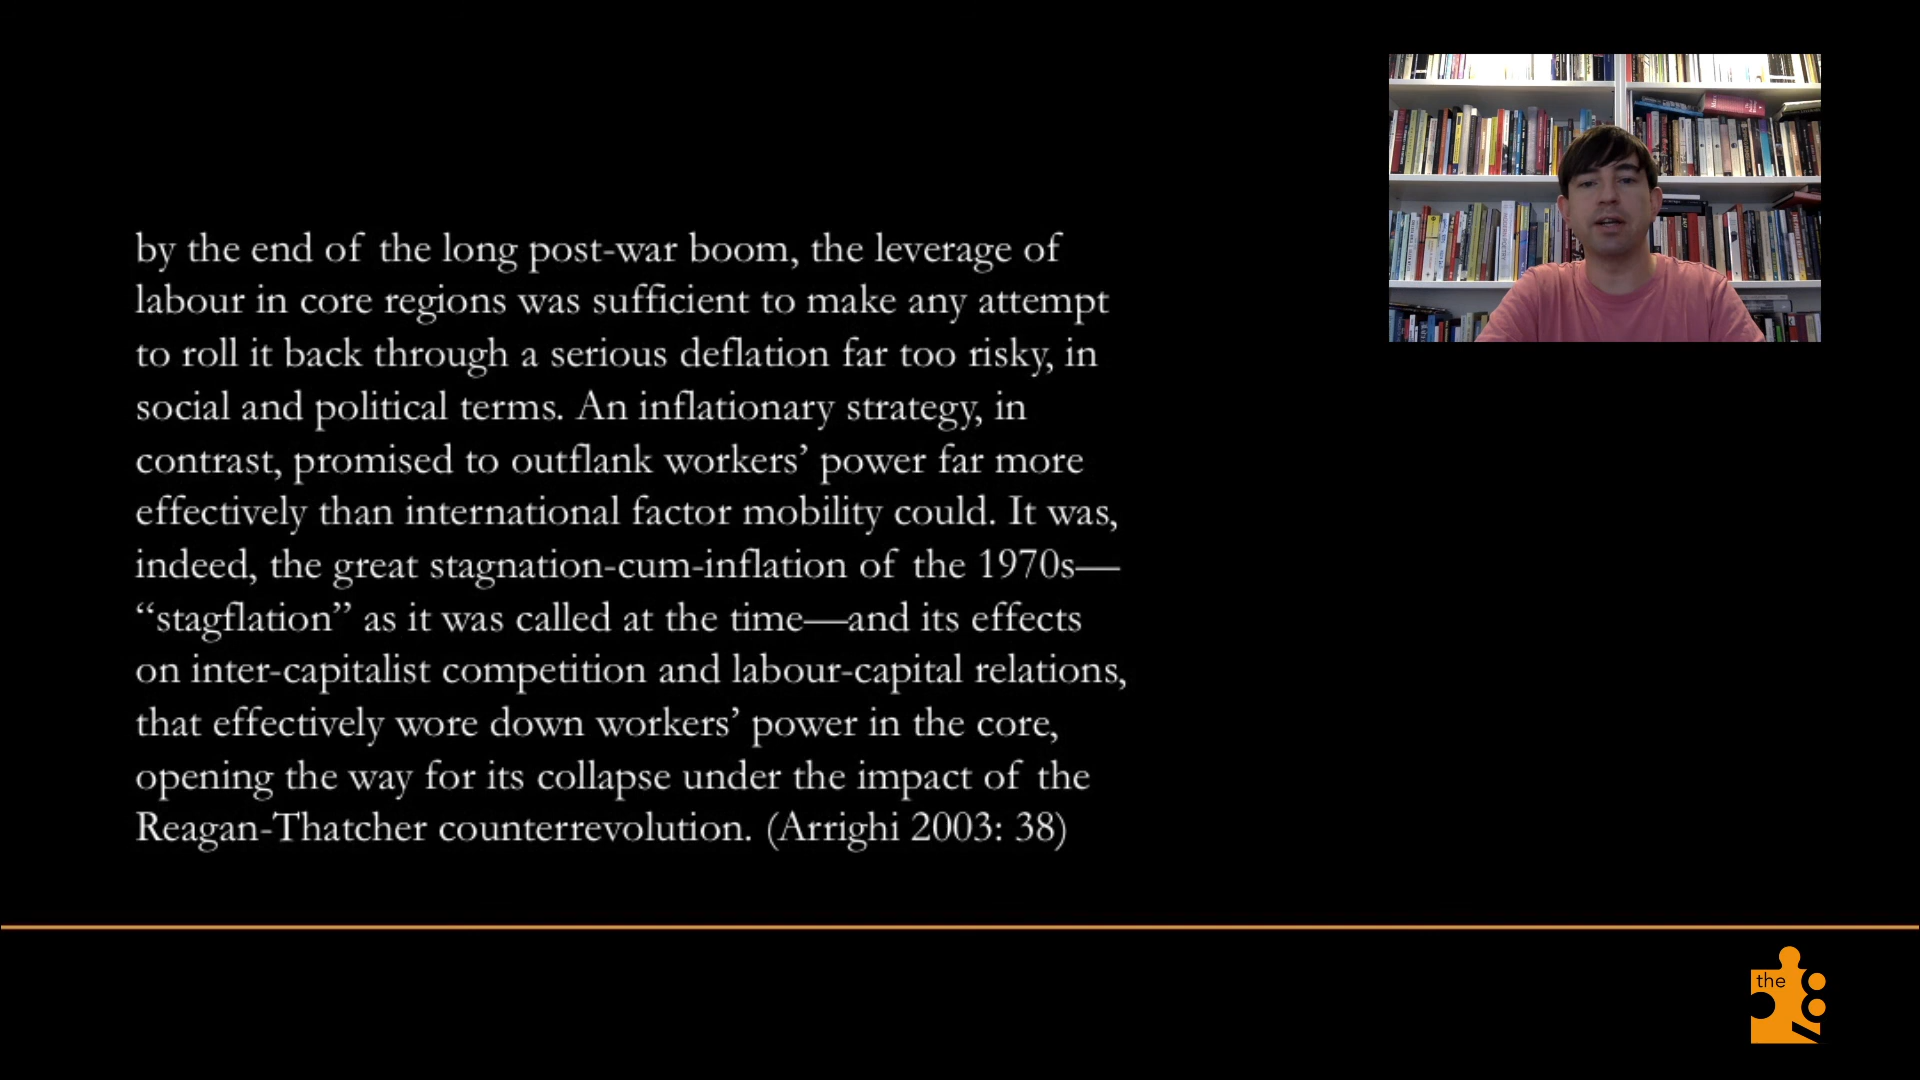 by the end of the long post-war boom, the leverage of
labour in core regions was sufficient to make any attempt
to roll it back through a serious deflation far too risky, in
social and political terms. An inflationary strategy, in
contrast, promised to outflank workers’ power far more
effectively than international factor mobility could. It was,
indeed, the great stagnation-cum-inflation of the 1970s—
“stagflation” as it was called at the time—and its effects
on inter-capitalist competition and labour-capital relations,
that effectively wore down workers’ power in the core,
opening the way for its collapse under the impact of the
Reagan-Thatcher counterrevolution. (Arrighi 2003: 38)
the